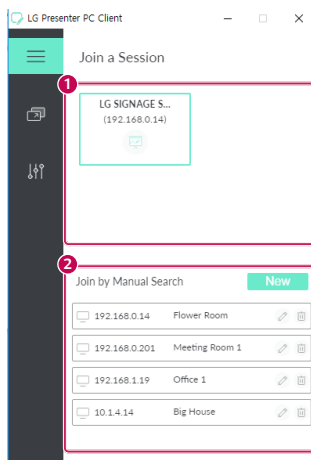 LG Presenter PC Client
Join a Session
1
LG SIGNAGE S...
(192.168.0.14)
2
Join by Manual Search
New
192.168.0.14 Flower Room
192.168.0.201 Meeting Room 1
192.168.1.19 Office 1
10.1.4.14 Big House